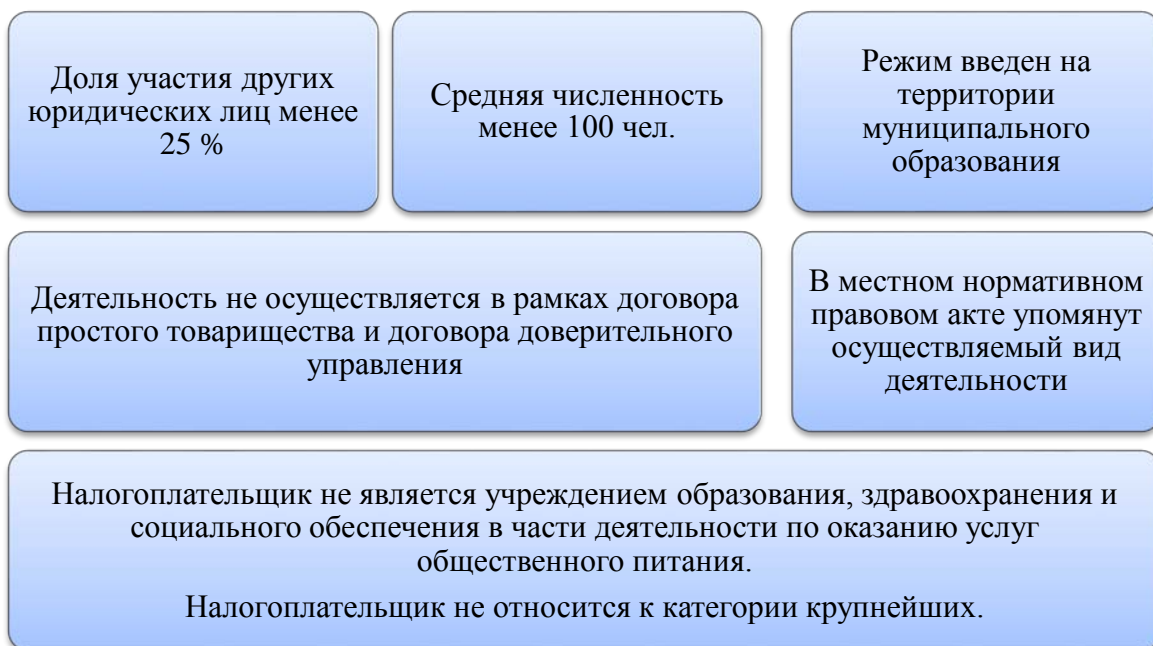 Доля участия других
юридических лиц менее
25 %
Средняя численность
менее 100 чел.
Режим введен на
территории
муниципального
образования
Деятельность не осуществляется в рамках договора
простого товарищества и договора доверительного
управления
В местном нормативном
правовом акте упомянут
осуществляемый вид
деятельности
Налогоплательщик не является учреждением образования, здравоохранения и
социального обеспечения в части деятельности по оказанию услуг
общественного питания.
Налогоплательщик не относится к категории крупнейших.